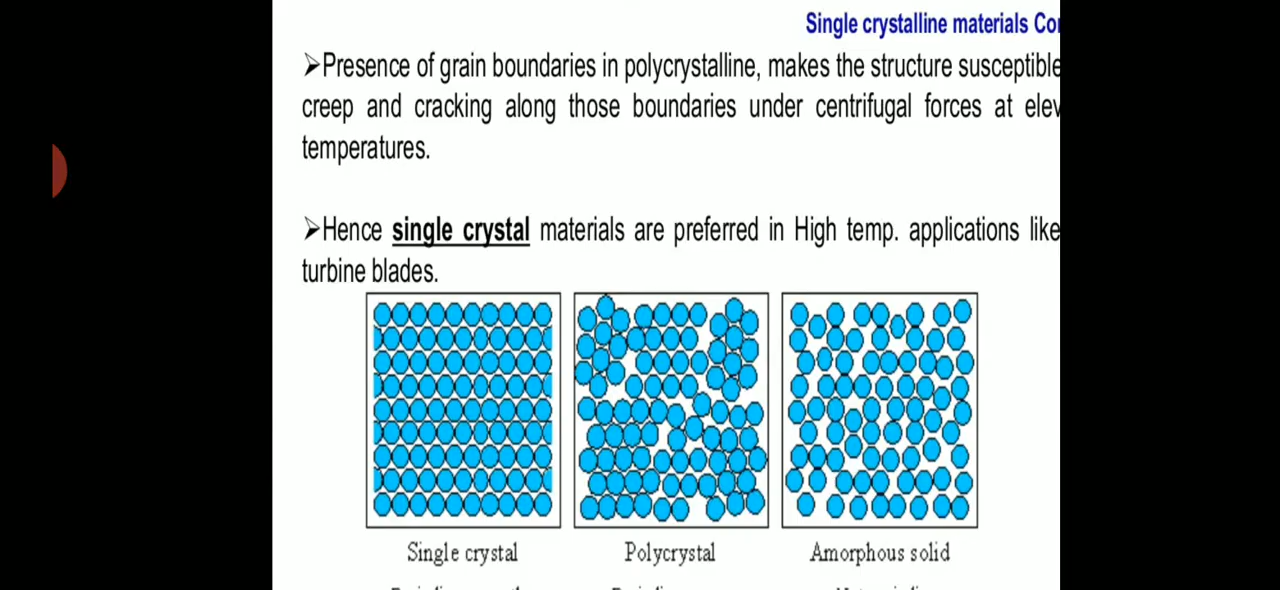 Single crystalline materials
➢Presence of grain boundaries in polycrystalline, makes the structure susceptible
creep and cracking along those boundaries under centrifugal forces at
temperatures.
➢Hence single crystal materials are preferred in High temp. applications like
turbine blades.
Single crystal Polycrystal Amorphous solid